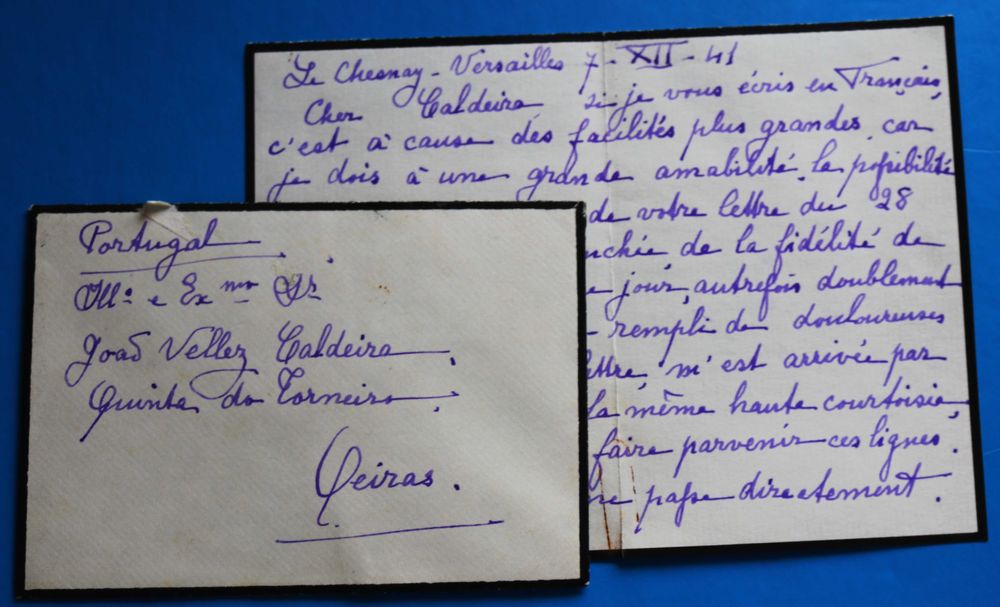 Le Chesnay - Versailles 7 - XII - 41
Cher Caldeira si je vous écris en Français,
c'est à cause des facilités plus grandes, car
je dois à une grande amabilité, la possibilité
de votre lettre du 28
nchée de la fidélité de
e jour, autrefois doublement
rempli de douloureuses
ettre, m'est arrivée par
la même haute courtoisie,
faire parvenir ces lignes.
ne passe directement.
Portugal
Ill.º e Ex.mo Sr.
João Vellez Caldeira,
Quinta do Torneiro,
Oeiras.